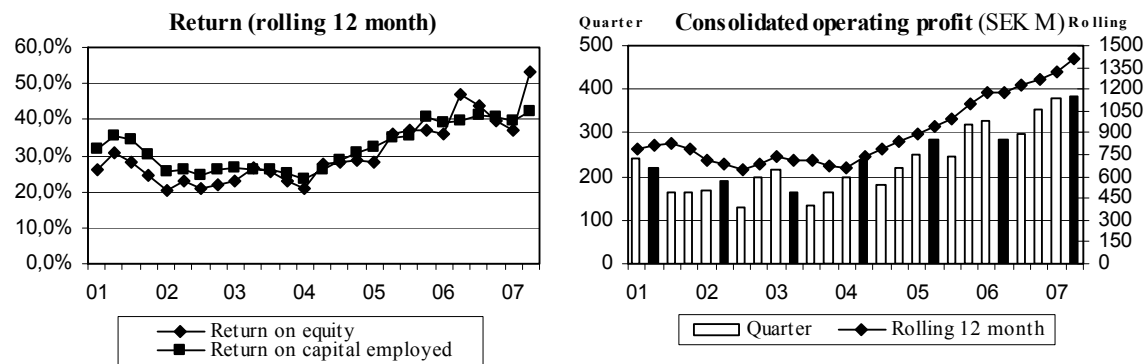 Return (rolling 12 month)
60,0%
50,0%
40,0%
30,0%
20,0%
10,0%
0,0%
01 02 03 04 05 06 07
Return on equity
Return on capital employed
Quarter Consolidated operating profit (SEK M) Rolling
500 1500
1350
400 1200
1050
300 900
750
200 600
450
100 300
150
0 0
01 02 03 04 05 06 07
Quarter Rolling 12 month